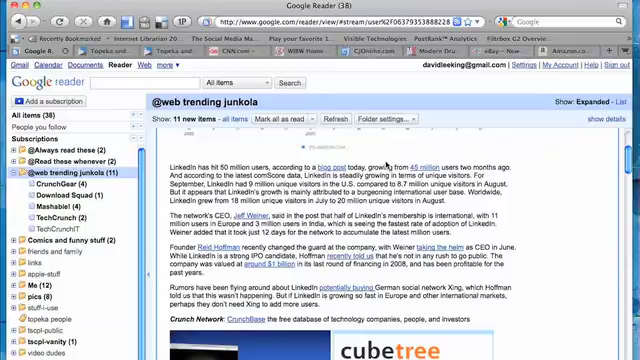 Google Reader (38)
http://www.google.com/reader/view/#stream/user%2F06379353888228
Google
Recently Bookmarked
Internet Librarian 20...
The Social Media Ma...
Recent Videos
PostRank™ Analytics
Filtrbox G2 Overview...
Google R...
Topeka and
Topeka and S...
CNN.com -...
WIBW Home
CJOnline.com
Modern Dru...
eBay – New...
Amazon.co...
Gmail Calendar Documents Reader Web more
davidleeking@gmail.com Settings My Account Help Sign Out
Google reader
All items
Search
Add a subscription
@web trending junkola
Show: Expanded - List
All items (38)
Show: 11 new items
Mark all as read
Refresh
Folder settings...
show details
People you follow
Subscriptions
@Always read these (2)
@Read these whenever (2)
@web trending junkola (11)
CrunchGear (4)
Download Squad (1)
Mashable! (4)
TechCrunch (2)
TechCrunchIT
Comics and funny stuff (2)
friends and family
links
apple-stuff
Me (12)
pics (8)
stuff-i-use
topeka people
tscpl-projects
tscpl-vanity (1)
video dudes
LinkedIn has hit 50 million users, according to a blog post today, growing from 45 million users two months ago.
And according to the latest comScore data, LinkedIn is steadily growing in terms of unique visitors. For
September, LinkedIn had 9 million unique visitors in the U.S. compared to 8.7 million unique visitors in August.
But it appears that LinkedIn's growth is mainly attributed to a burgeoning international user base. Worldwide,
LinkedIn grew from 18 million unique visitors in July to 20 million unique visitors in August.
The network's CEO, Jeff Weiner, said in the post that half of LinkedIn's membership is international, with 11
million users in Europe and 3 million users in India, which is seeing the fastest rate of adoption of LinkedIn.
Weiner added that it took just 12 days for the network to accumulate the latest million users.
Founder Reid Hoffman recently changed the guard at the company, with Weiner taking the helm as CEO in June.
While LinkedIn is a strong IPO candidate, Hoffman recently told us that he's not in any rush to go public. The
company was valued at around $1 billion in its last round of financing in 2008, and has been profitable for the
past years.
Rumors have been flying around about LinkedIn potentially buying German social network Xing, which Hoffman
told us that this wasn't happening. But if LinkedIn is growing so fast in Europe and other international markets,
perhaps they don't need Xing to add more users.
Crunch Network: CrunchBase the free database of technology companies, people, and investors
cubetree